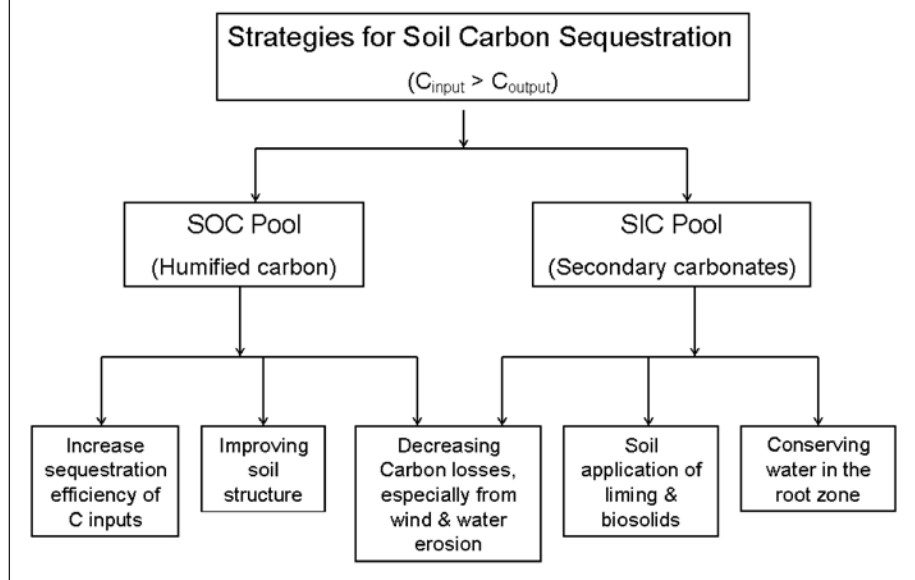 Strategies for Soil Carbon Sequestration
(Cinput > Coutput)
SOC Pool
(Humified carbon)
SIC Pool
(Secondary carbonates)
Increase
sequestration
efficiency of
C inputs
Improving
soil
structure
Decreasing
Carbon losses,
especially from
wind & water
erosion
Soil
application of
liming &
biosolids
Conserving
water in the
root zone